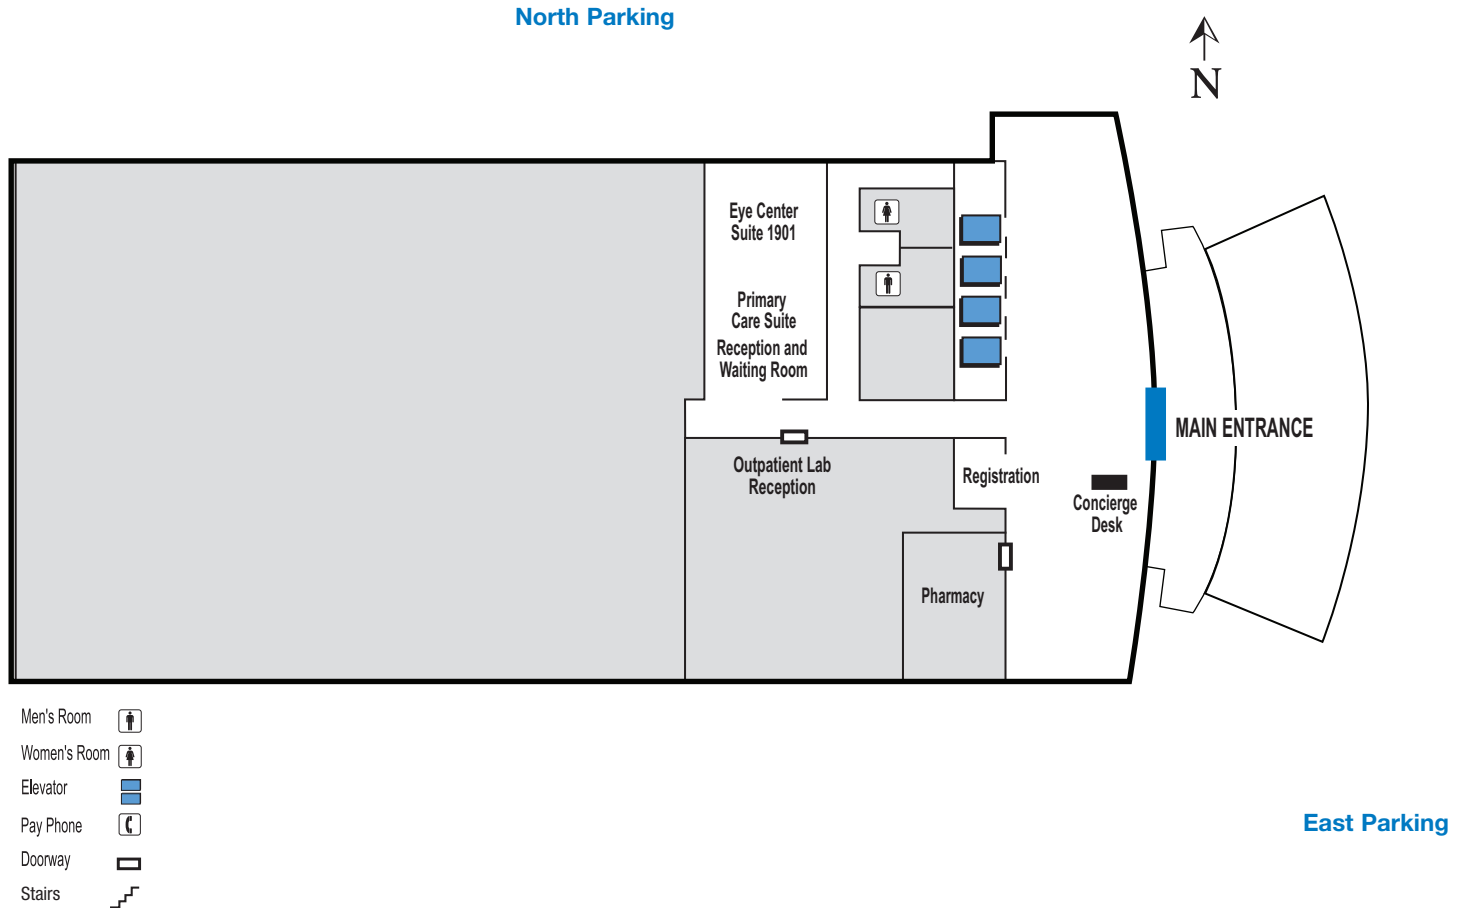 North Parking
N
Eye Center
Suite 1901
Primary
Care Suite
Reception and
Waiting Room
MAIN ENTRANCE
Outpatient Lab
Reception
Registration
Concierge
Desk
Pharmacy
Men's Room
Women's Room
Elevator
Pay Phone
Doorway
Stairs
East Parking